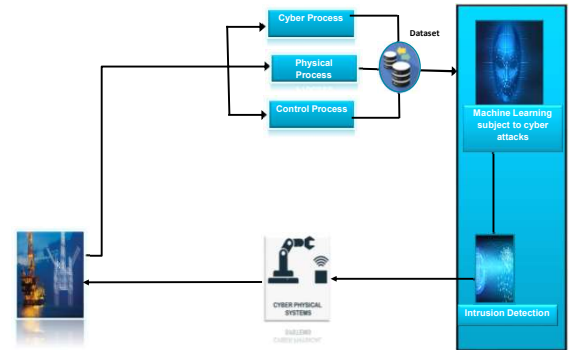 Cyber Process
Dataset
Physical
Process
Control Process
Machine Learning
subject to cyber
attacks
CYBER PHYSICAL
SYSTEMS
Intrusion Detection